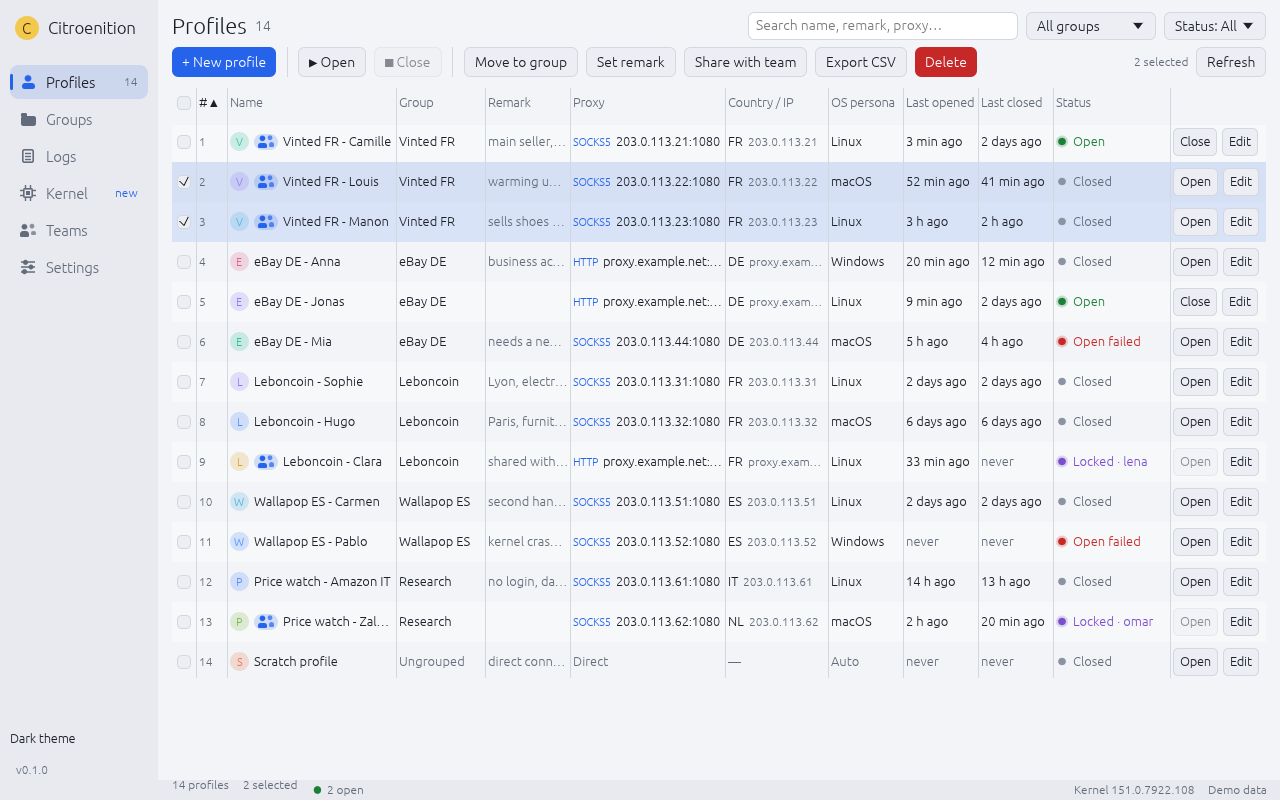 C Citroenition
Profiles 14
Groups
Logs
Kernel new
Teams
Settings
Dark theme
v0.1.0
Profiles 14
Search name, remark, proxy… All groups ▼ Status: All ▼
+ New profile ▶ Open ■ Close Move to group Set remark Share with team Export CSV Delete 2 selected Refresh
#▲ Name Group Remark Proxy Country / IP OS persona Last opened Last closed Status
1 V Vinted FR - Camille Vinted FR main seller,… SOCKS5 203.0.113.21:1080 FR 203.0.113.21 Linux 3 min ago 2 days ago Open Close Edit
2 V Vinted FR - Louis Vinted FR warming u… SOCKS5 203.0.113.22:1080 FR 203.0.113.22 macOS 52 min ago 41 min ago Closed Open Edit
3 V Vinted FR - Manon Vinted FR sells shoes … SOCKS5 203.0.113.23:1080 FR 203.0.113.23 Linux 3 h ago 2 h ago Closed Open Edit
4 E eBay DE - Anna eBay DE business ac… HTTP proxy.example.net:… DE proxy.exam… Windows 20 min ago 12 min ago Closed Open Edit
5 E eBay DE - Jonas eBay DE HTTP proxy.example.net:… DE proxy.exam… Linux 9 min ago 2 days ago Open Close Edit
6 E eBay DE - Mia eBay DE needs a ne… SOCKS5 203.0.113.44:1080 DE 203.0.113.44 macOS 5 h ago 4 h ago Open failed Open Edit
7 L Leboncoin - Sophie Leboncoin Lyon, electr… SOCKS5 203.0.113.31:1080 FR 203.0.113.31 Linux 2 days ago 2 days ago Closed Open Edit
8 L Leboncoin - Hugo Leboncoin Paris, furnit… SOCKS5 203.0.113.32:1080 FR 203.0.113.32 macOS 6 days ago 6 days ago Closed Open Edit
9 L Leboncoin - Clara Leboncoin shared with… HTTP proxy.example.net:… FR proxy.exam… Linux 33 min ago never Locked · lena Open Edit
10 W Wallapop ES - Carmen Wallapop ES second han… SOCKS5 203.0.113.51:1080 ES 203.0.113.51 Linux 2 days ago 2 days ago Closed Open Edit
11 W Wallapop ES - Pablo Wallapop ES kernel cras… SOCKS5 203.0.113.52:1080 ES 203.0.113.52 Windows never never Open failed Open Edit
12 P Price watch - Amazon IT Research no login, da… SOCKS5 203.0.113.61:1080 IT 203.0.113.61 Linux 14 h ago 13 h ago Closed Open Edit
13 P Price watch - Zal… Research SOCKS5 203.0.113.62:1080 NL 203.0.113.62 macOS 2 h ago 20 min ago Locked · omar Open Edit
14 S Scratch profile Ungrouped direct conn… Direct — Auto never never Closed Open Edit
14 profiles 2 selected 2 open Kernel 151.0.7922.108 Demo data